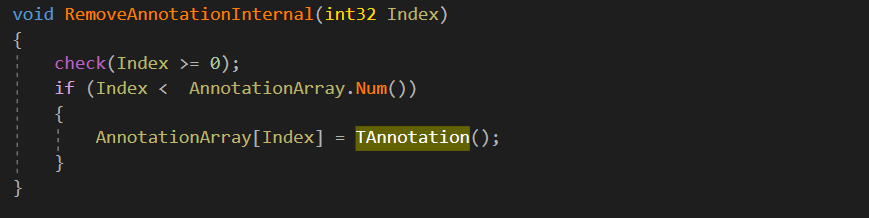 void RemoveAnnotationInternal(int32 Index)
{
    check(Index >= 0);
    if (Index <  AnnotationArray.Num())
    {
        AnnotationArray[Index] = TAnnotation();
    }
}